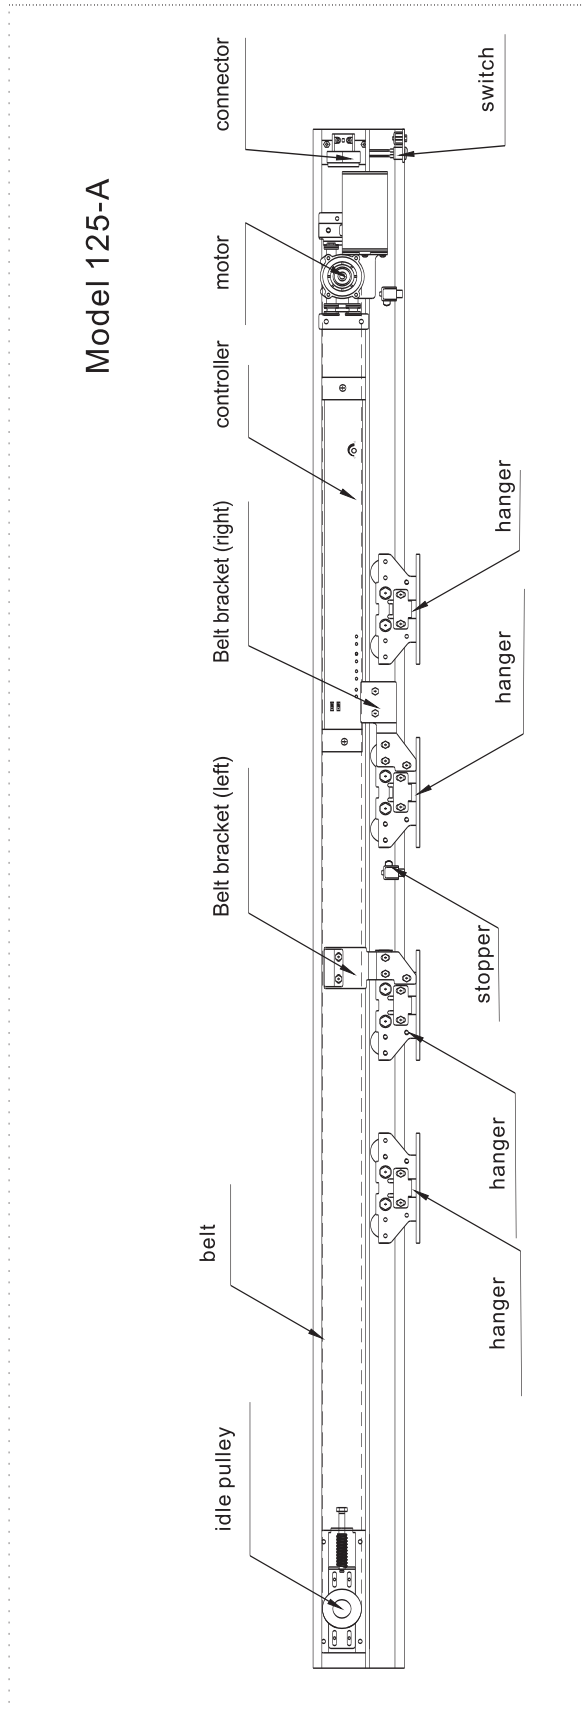 Model 125-A
idle pulley
belt
Belt bracket (left)
Belt bracket (right)
controller
motor
connector
hanger
hanger
stopper
hanger
hanger
switch